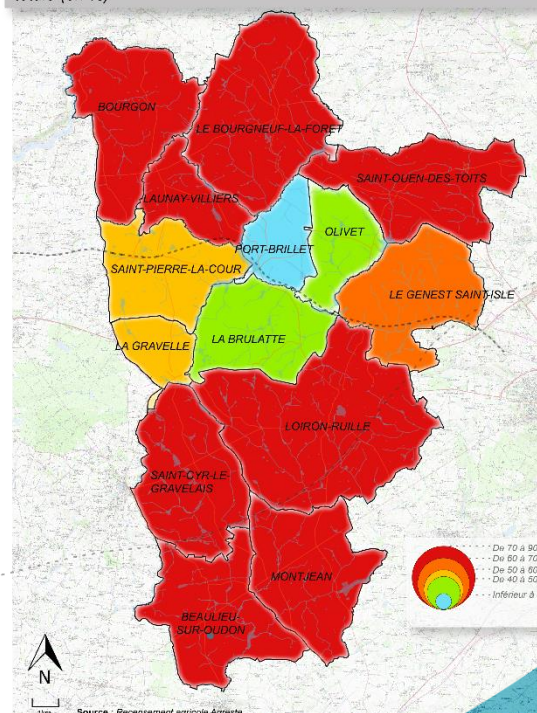 BOURGON
LE BOURGNEUF-LA-FORET
LAUNAY-VILLIERS
SAINT-OUEN-DES-TOITS
OLIVET
PORT-BRILLET
SAINT-PIERRE-LA-COUR
LE GENEST SAINT-ISLE
LA GRAVELLE
LA BRULATTE
LOIRON-RUILLE
SAINT-CYR-LE-
GRAVELAIS
MONTJEAN
BEAULIEU-
SUR-OUDON
De 70 à 90
De 60 à 70
De 50 à 60
De 40 à 50
Inférieur à
N
1 km
Source : Recensement agricole Agreste